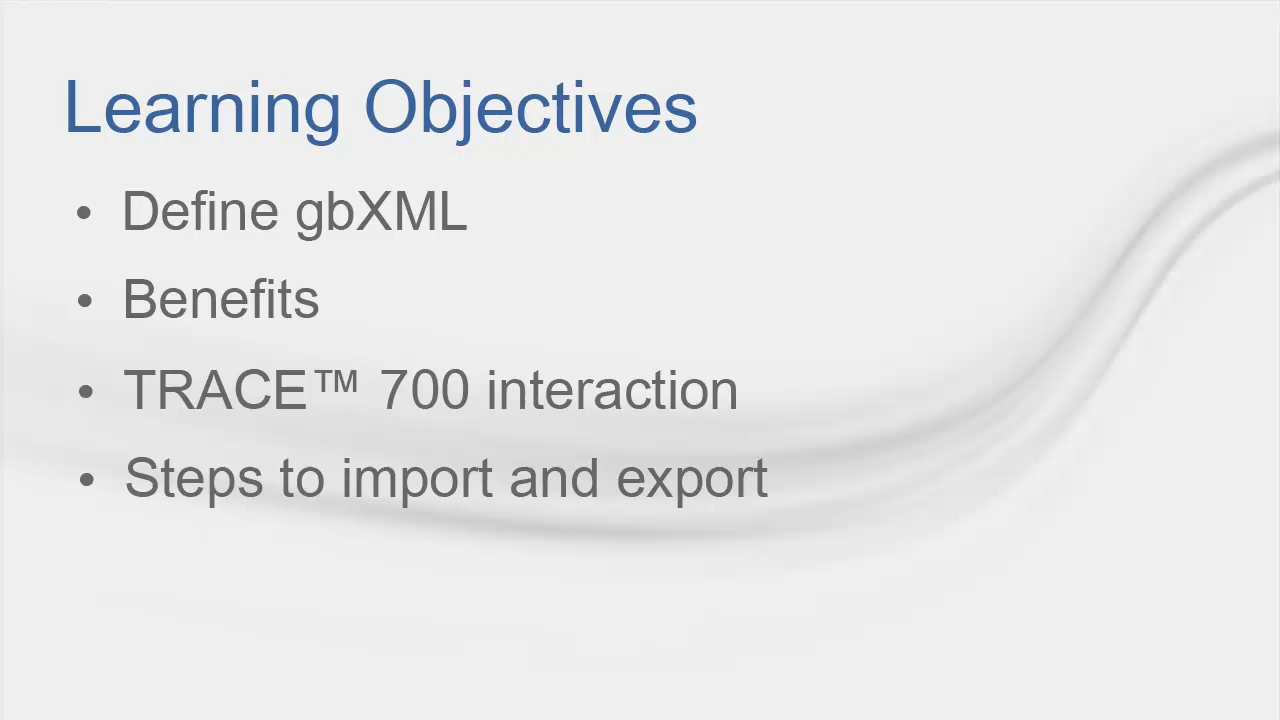 Learning Objectives
• Define gbXML
• Benefits
• TRACE™ 700 interaction
• Steps to import and export